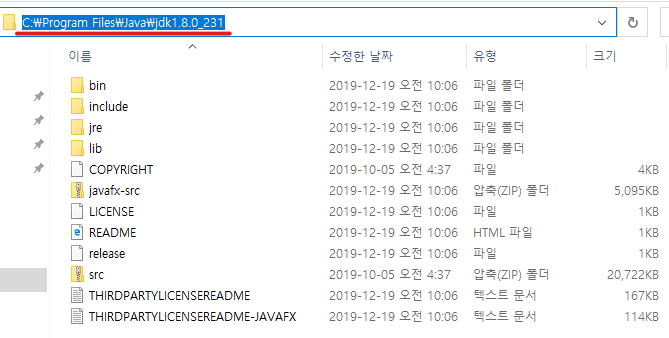 C:₩Program Files₩Java₩jdk1.8.0_231
이름 수정한 날짜 유형 크기
bin 2019-12-19 오전 10:06 파일 폴더
include 2019-12-19 오전 10:06 파일 폴더
jre 2019-12-19 오전 10:06 파일 폴더
lib 2019-12-19 오전 10:06 파일 폴더
COPYRIGHT 2019-10-05 오전 4:37 파일 4KB
javafx-src 2019-12-19 오전 10:06 압축(ZIP) 폴더 5,095KB
LICENSE 2019-12-19 오전 10:06 파일 1KB
README 2019-12-19 오전 10:06 HTML 파일 1KB
release 2019-12-19 오전 10:06 파일 1KB
src 2019-10-05 오전 4:37 압축(ZIP) 폴더 20,722KB
THIRDPARTYLICENSEREADME 2019-12-19 오전 10:06 텍스트 문서 167KB
THIRDPARTYLICENSEREADME-JAVAFX 2019-12-19 오전 10:06 텍스트 문서 114KB